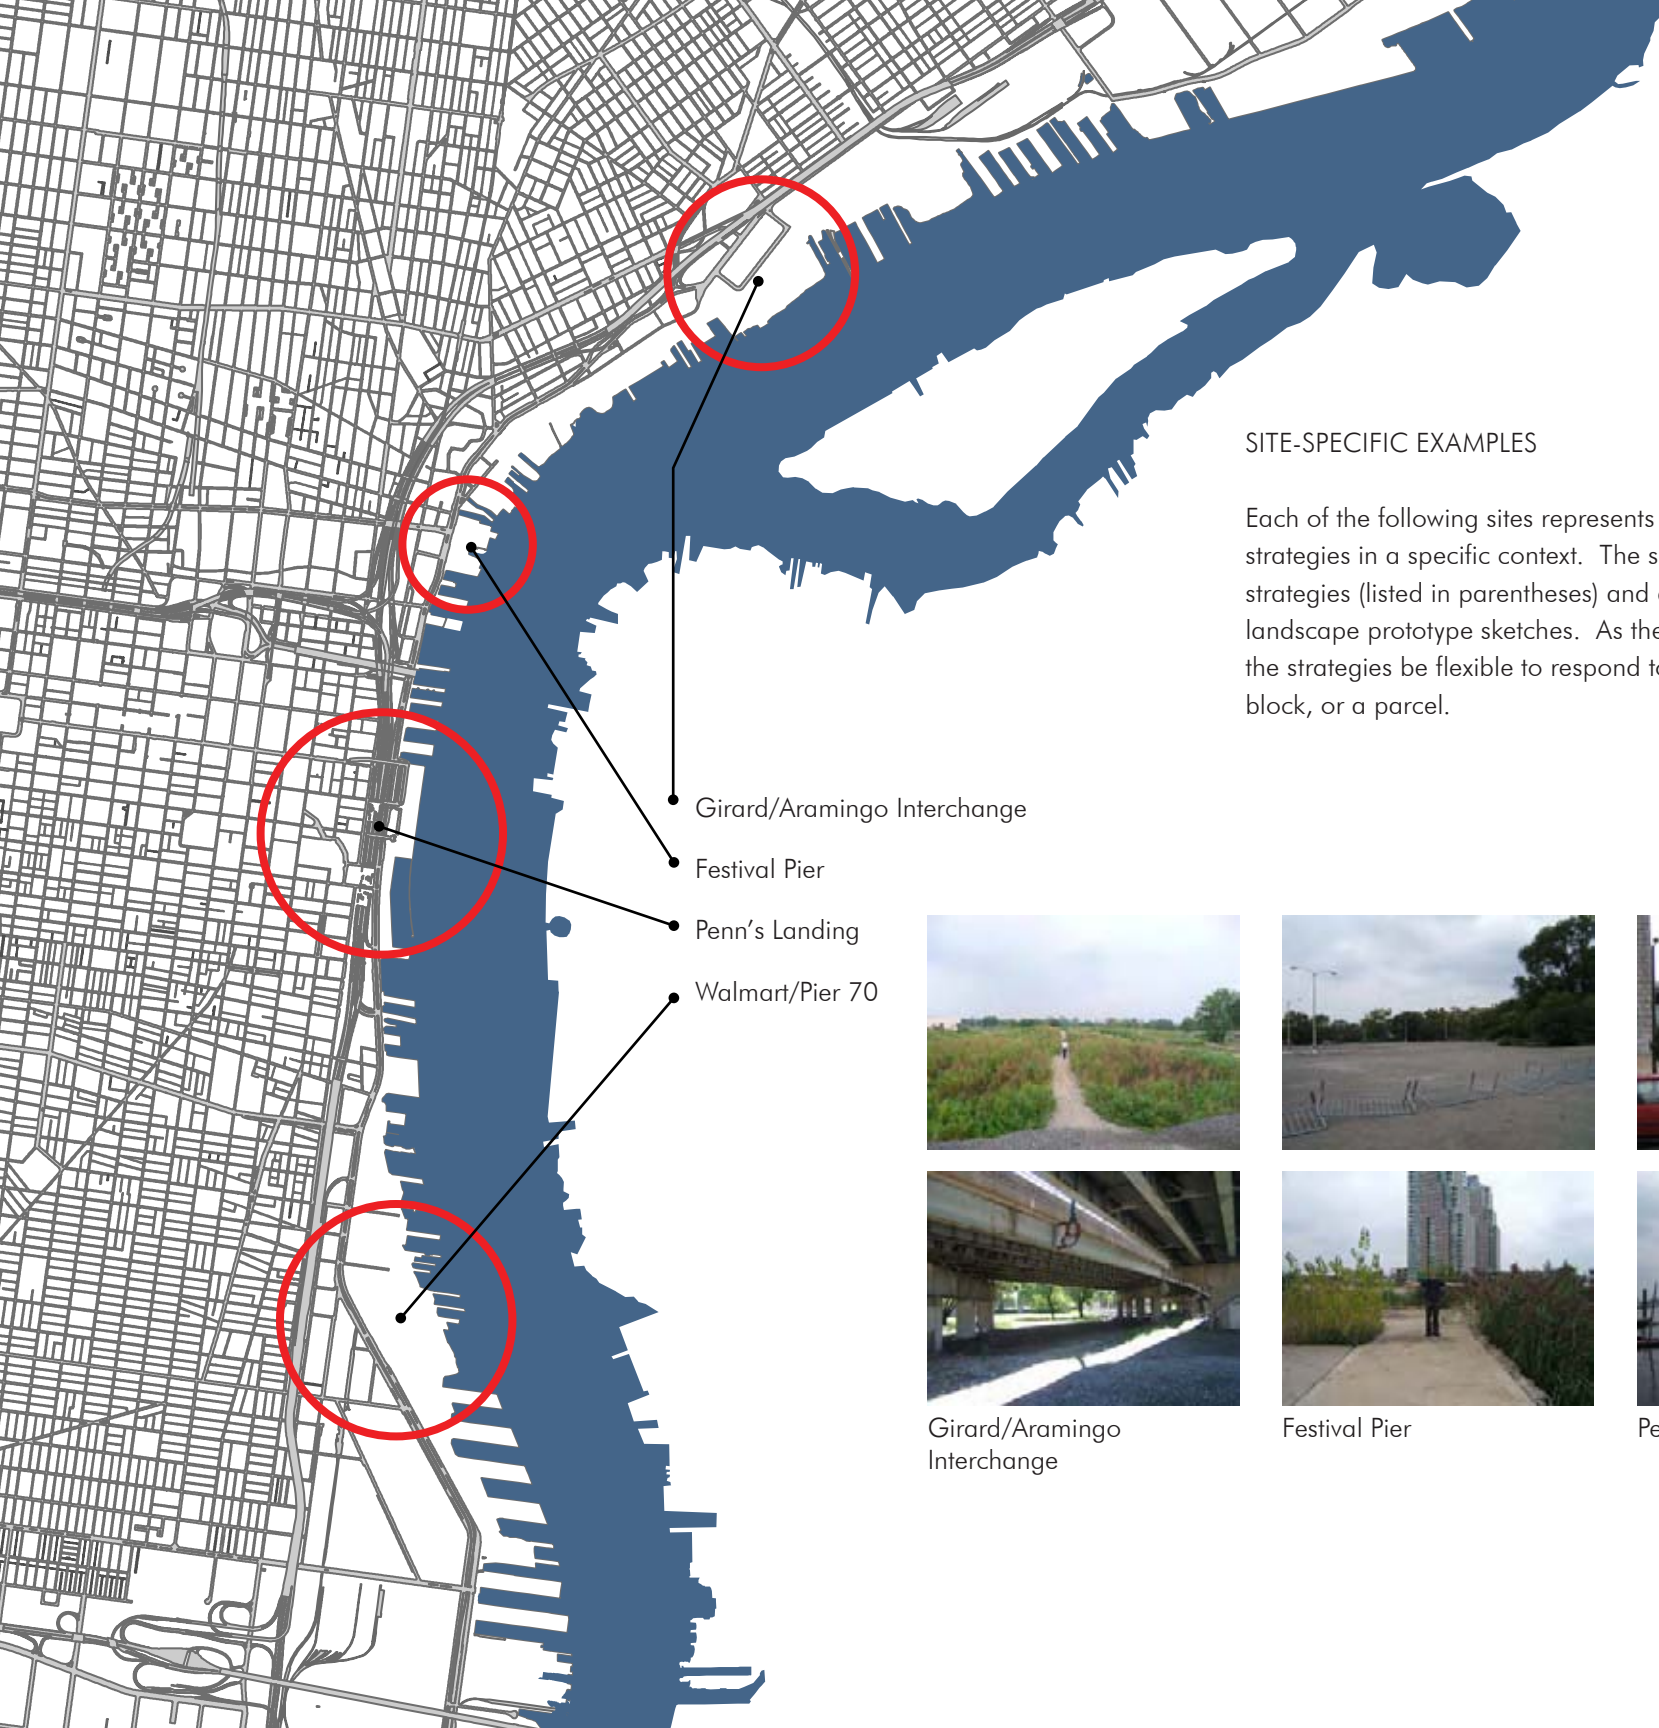 SITE-SPECIFIC EXAMPLES
Each of the following sites represents
strategies in a specific context.  The
strategies (listed in parentheses) and
landscape prototype sketches.  As the
the strategies be flexible to respond
block, or a parcel.
Girard/Aramingo Interchange
Festival Pier
Penn’s Landing
Walmart/Pier 70
Girard/Aramingo
Interchange
Festival Pier